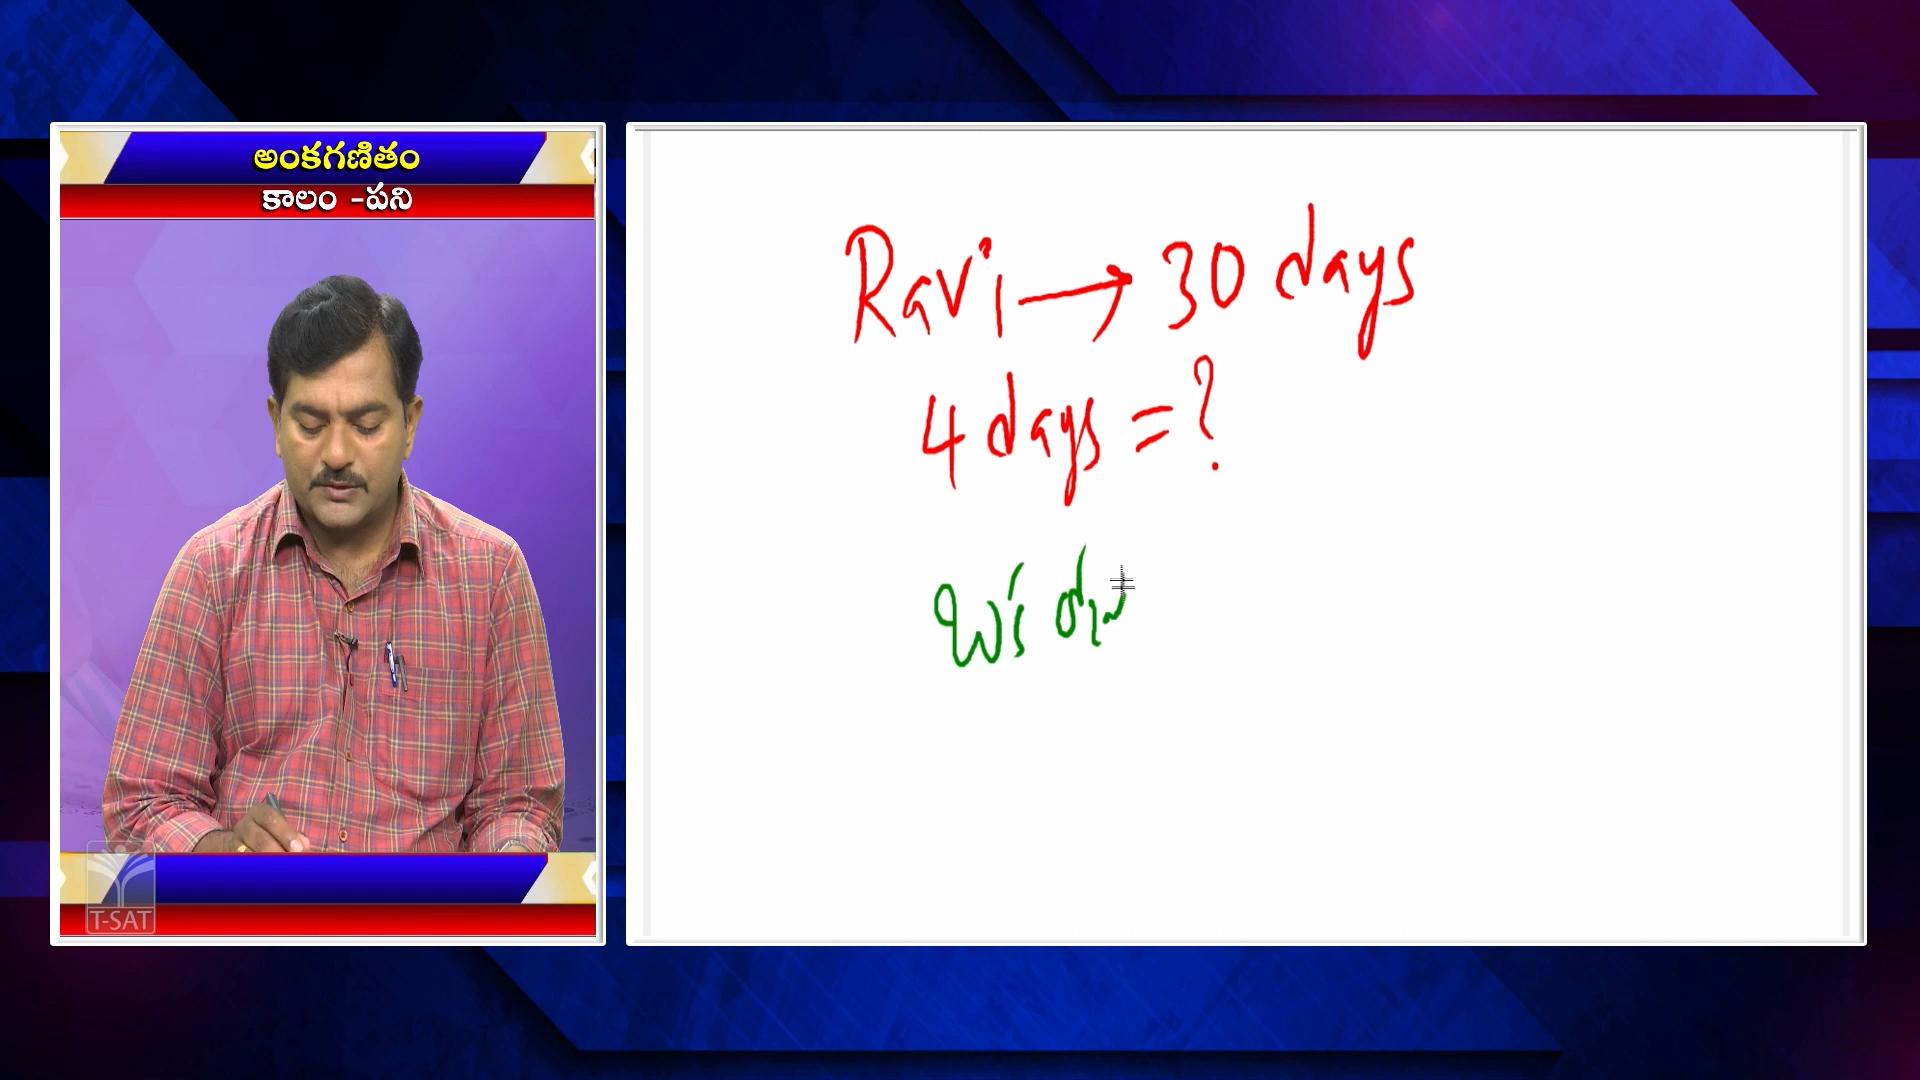 అంకగణితం
కాలం -పని
Ravi → 30 days
4 days = ?
T-SAT